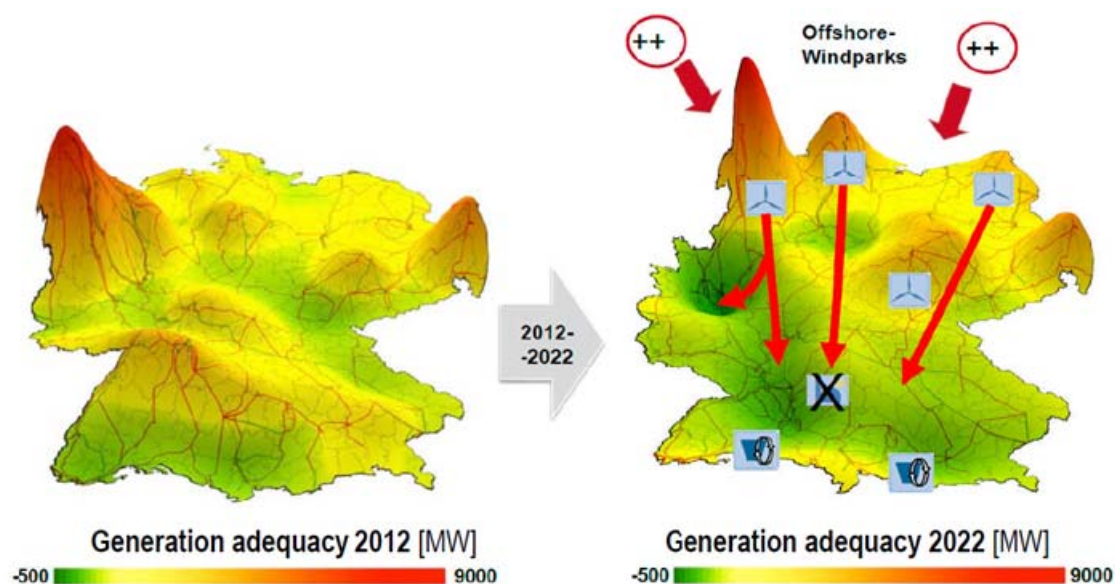 ++
Offshore-
Windparks
++
2012-
-2022
Generation adequacy 2012 [MW]
-500
9000
Generation adequacy 2022 [MW]
-500
9000